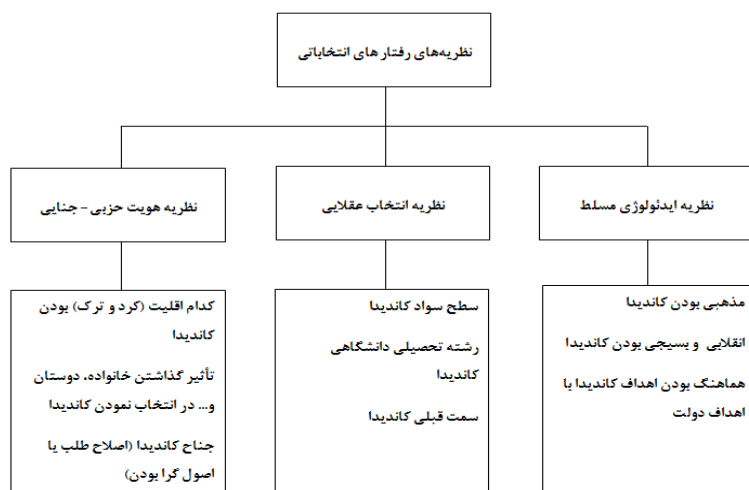 نظریه‌های رفتار های انتخاباتی
نظریه ایدئولوژی مسلط
نظریه انتخاب عقلایی
نظریه هویت حزبی - جنایی
مذهبی بودن کاندیدا
انقلابی و بسیجی بودن کاندیدا
هماهنگ بودن اهداف کاندیدا با
اهداف دولت
سطح سواد کاندیدا
رشته تحصیلی دانشگاهی
کاندیدا
سمت قبلی کاندیدا
کدام اقلیت (کرد و ترک) بودن
کاندیدا
تأثیر گذاشتن خانواده، دوستان
و... در انتخاب نمودن کاندیدا
جناح کاندیدا (اصلاح طلب یا
اصول گرا بودن)